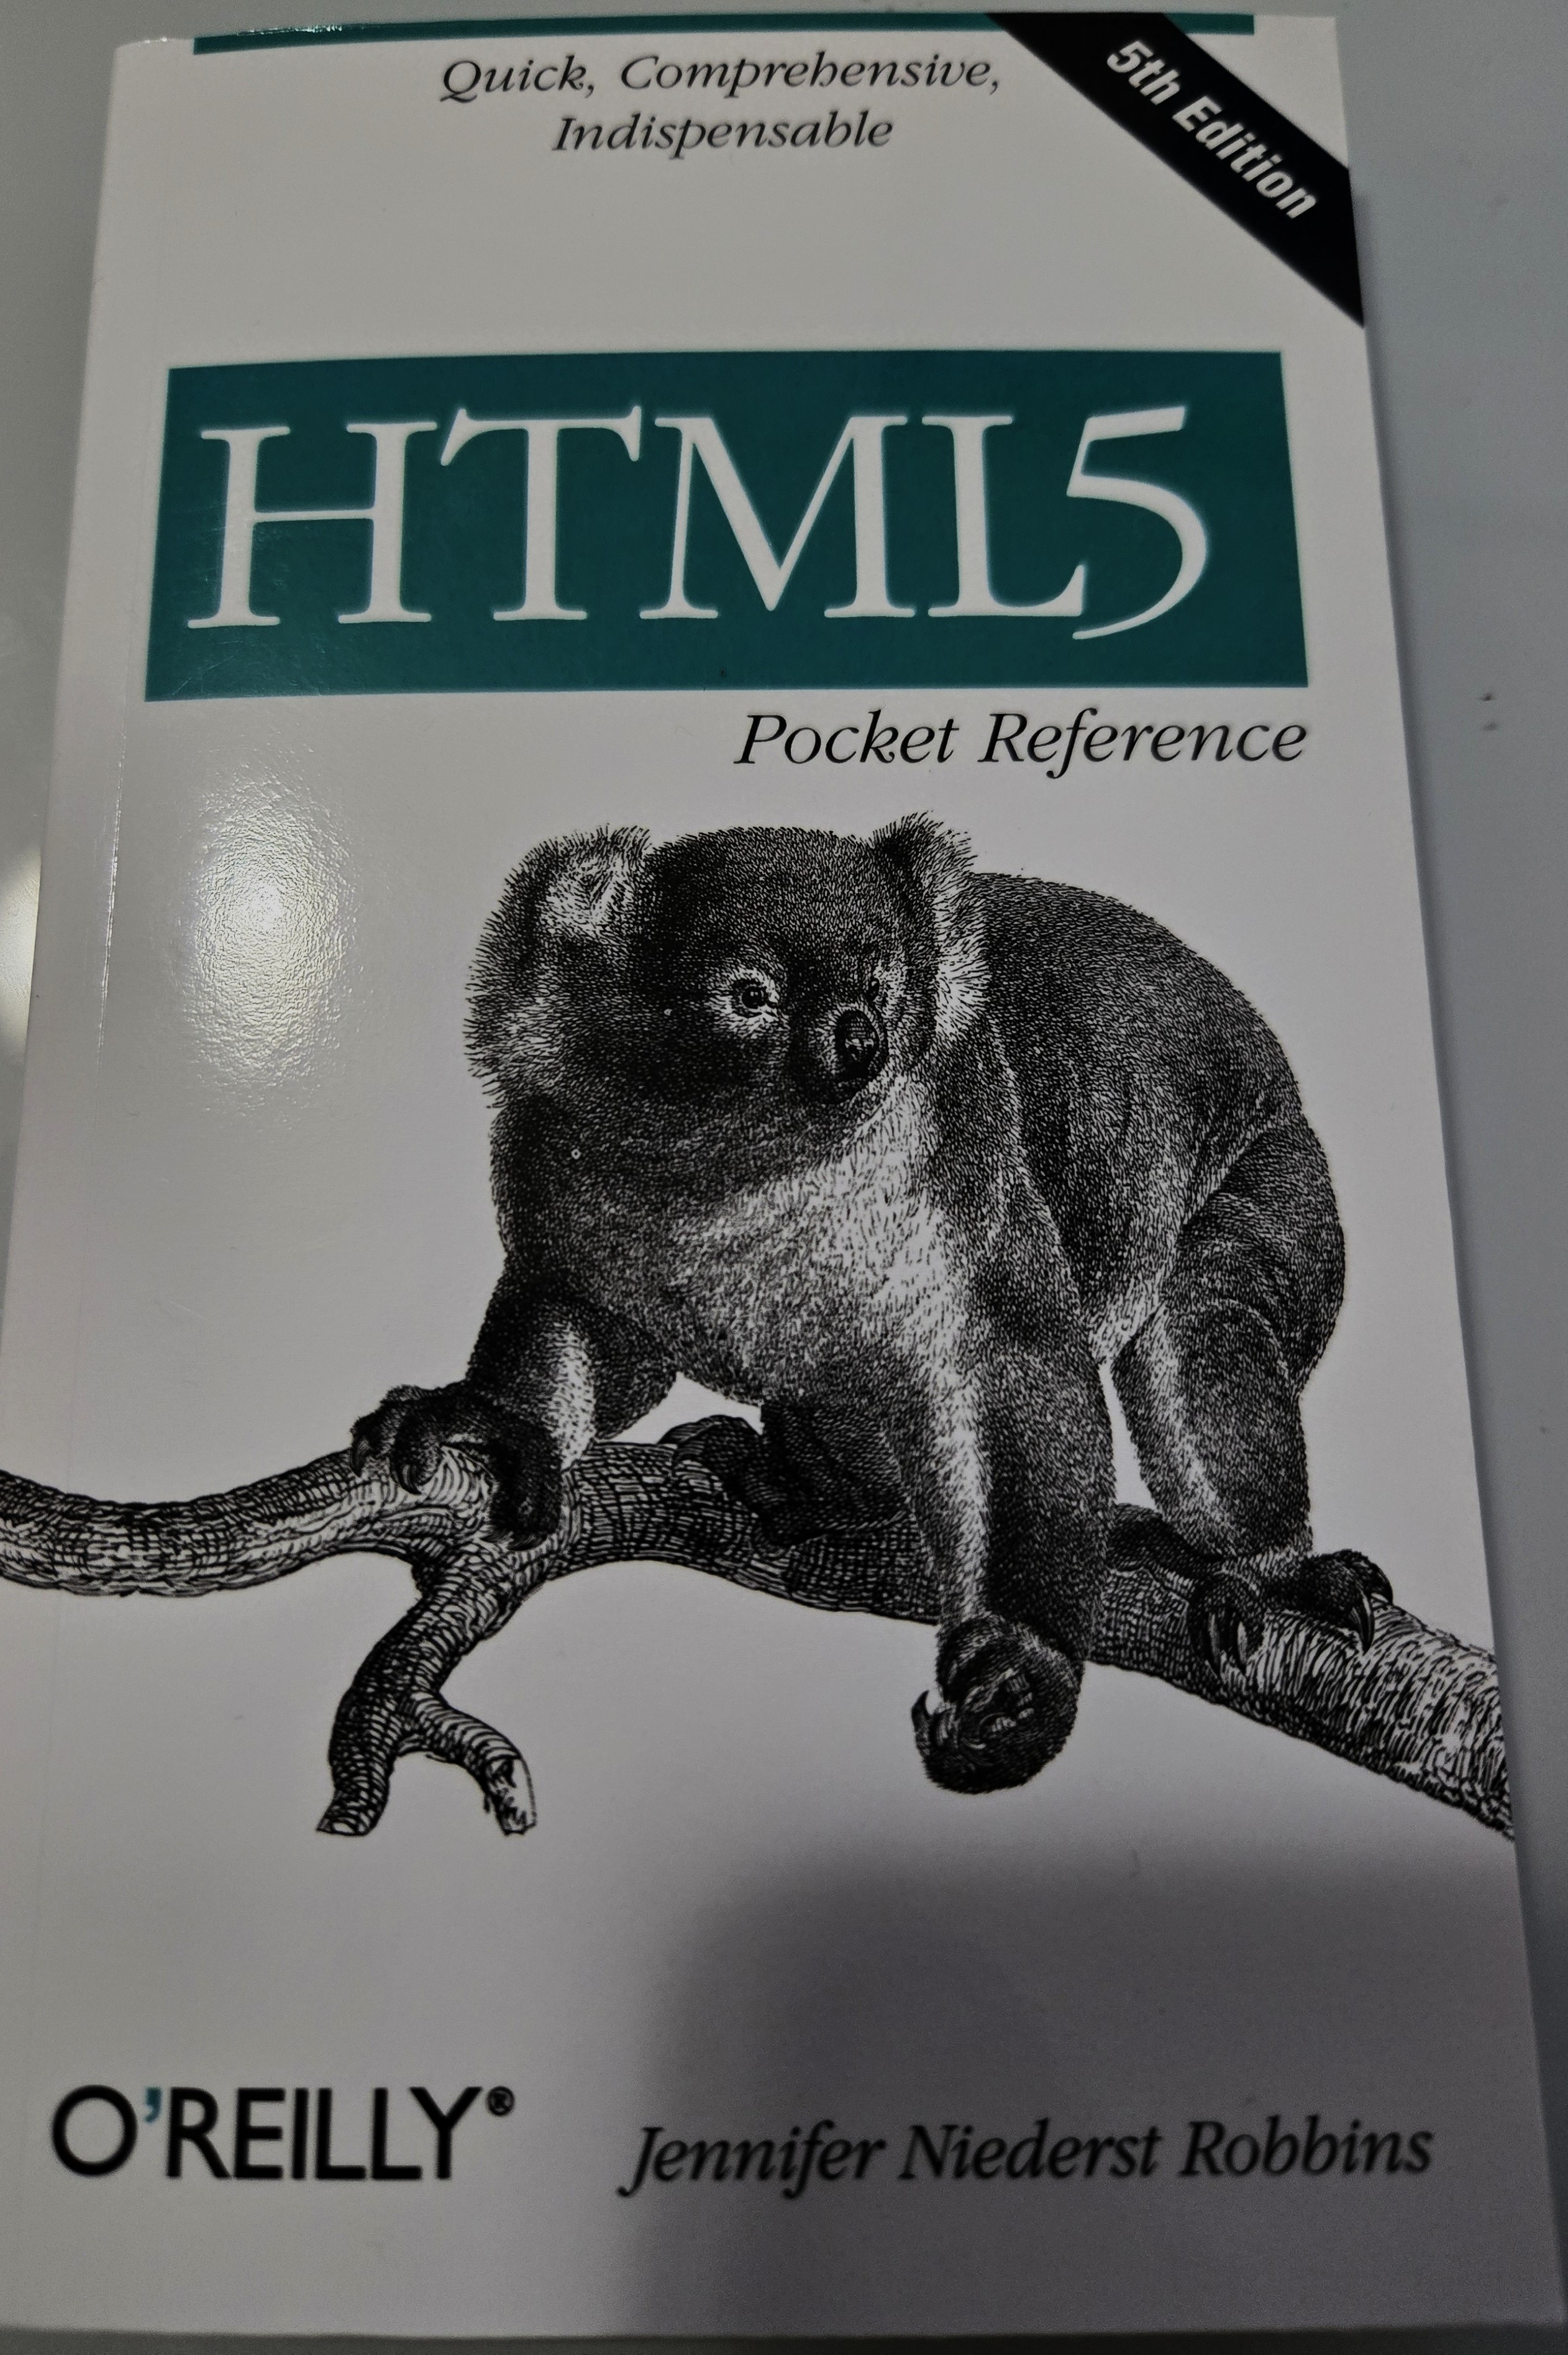 Quick, Comprehensive,
Indispensable
5th Edition
HTML5
Pocket Reference
O'REILLY®
Jennifer Niederst Robbins